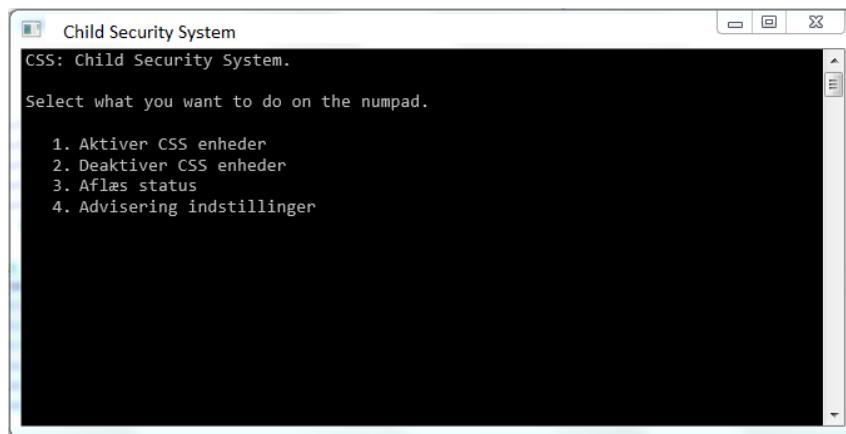 Child Security System
CSS: Child Security System.
Select what you want to do on the numpad.
1. Aktiver CSS enheder
2. Deaktiver CSS enheder
3. Aflæs status
4. Advisering indstillinger